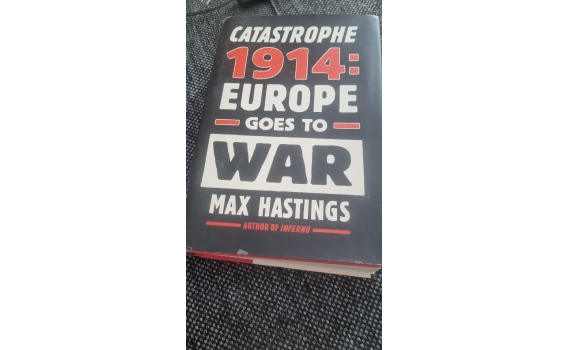 CATASTROPHE
1914:
EUROPE
GOES TO
WAR
MAX HASTINGS
AUTHOR OF INFERNO